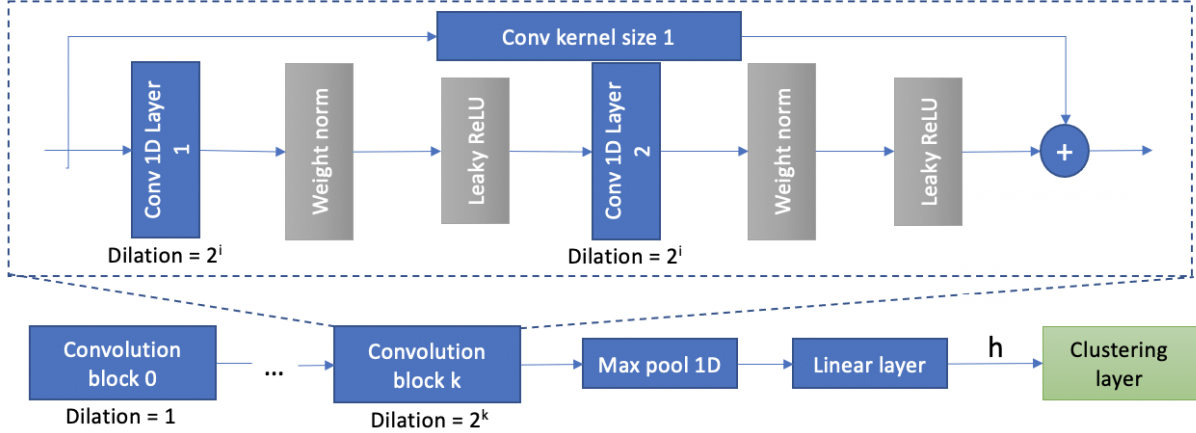 Conv kernel size 1
Conv 1D Layer
1
Weight norm
Leaky ReLU
Conv 1D Layer
2
Weight norm
Leaky ReLU
+
Dilation = 2ⁱ
Dilation = 2ⁱ
Convolution
block 0
...
Convolution
block k
Max pool 1D
Linear layer
h
Clustering
layer
Dilation = 1
Dilation = 2ᵏ